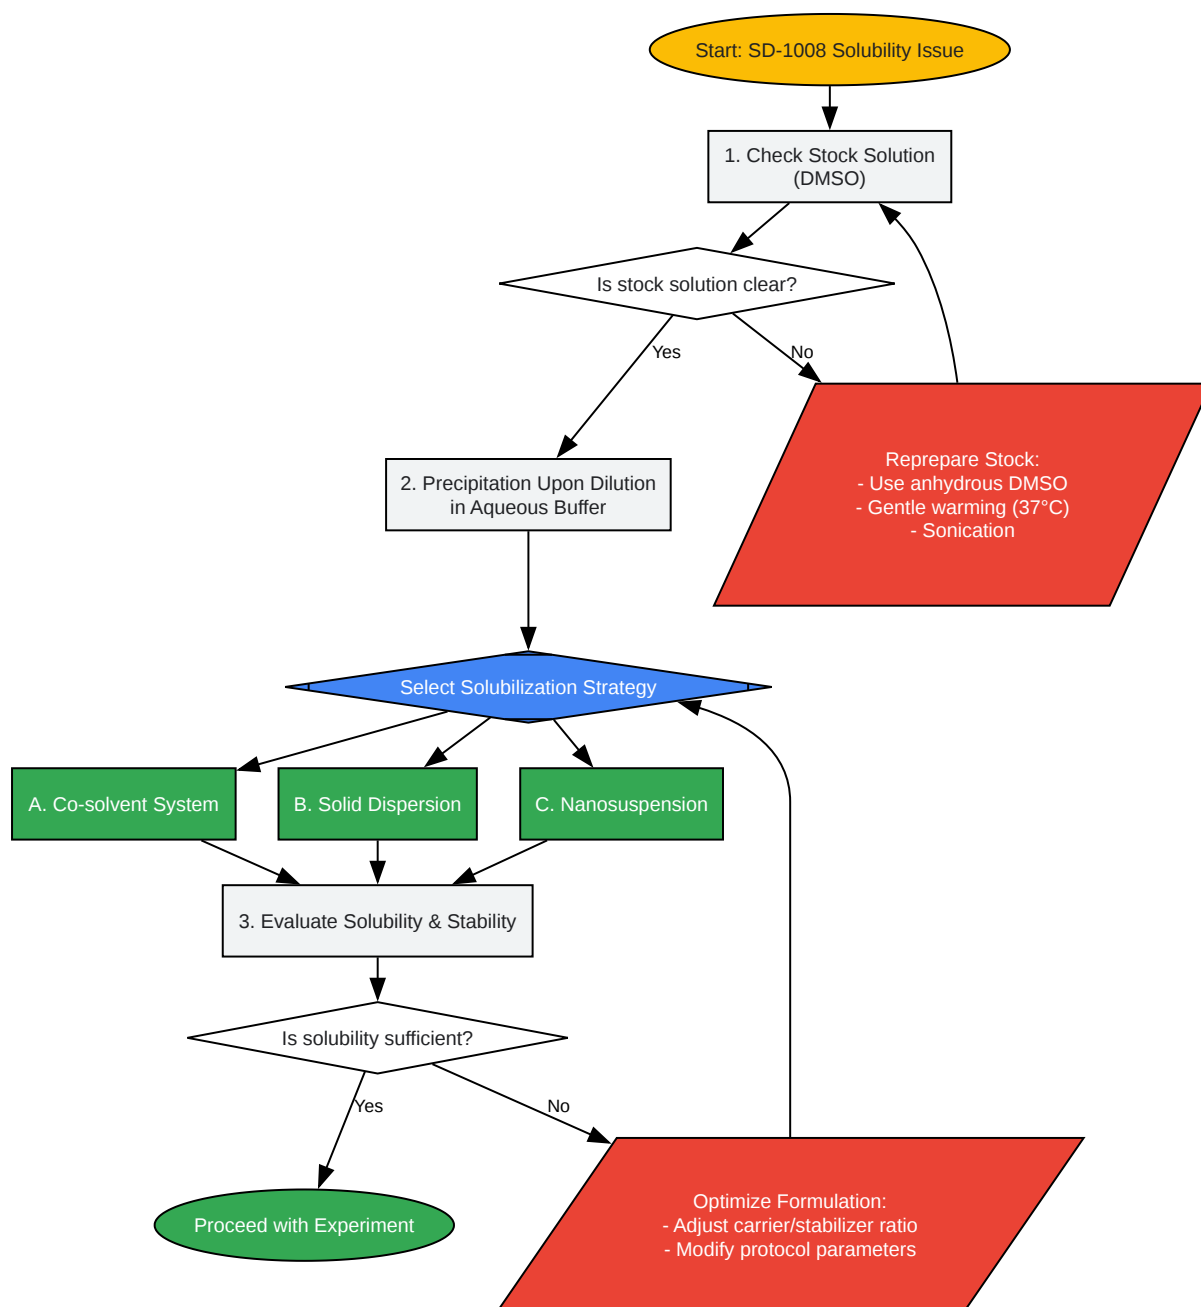 Start: SD-1008 Solubility Issue
1. Check Stock Solution
(DMSO)
Is stock solution clear?
Yes
No
Reprepare Stock:
- Use anhydrous DMSO
- Gentle warming (37°C)
- Sonication
2. Precipitation Upon Dilution
in Aqueous Buffer
Select Solubilization Strategy
A. Co-solvent System
B. Solid Dispersion
C. Nanosuspension
3. Evaluate Solubility & Stability
Is solubility sufficient?
Yes
No
Proceed with Experiment
Optimize Formulation:
- Adjust carrier/stabilizer ratio
- Modify protocol parameters